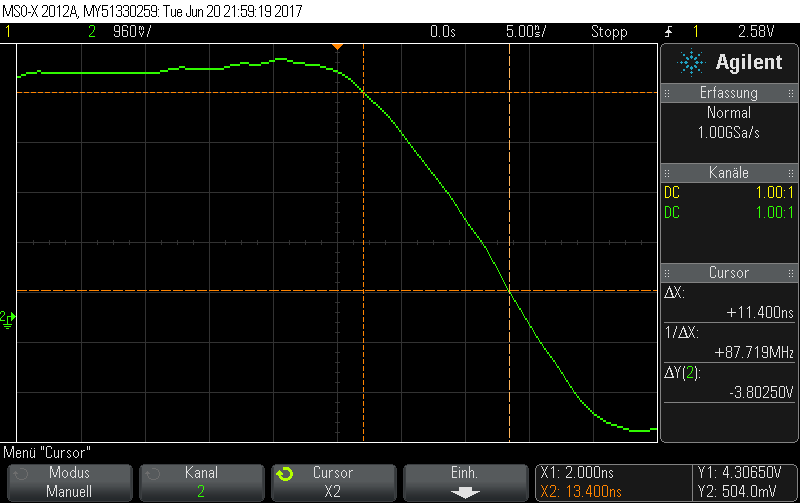 MSO-X 2012A, MY51330259: Tue Jun 20 21:59:19 2017
1 2 960mV/ 0.0s 5.00ns/ Stopp 1 2.58V
Agilent
Erfassung
Normal
1.00GSa/s
Kanäle
DC 1.00:1
DC 1.00:1
Cursor
ΔX:
+11.400ns
1/ΔX:
+87.719MHz
ΔY(2):
-3.80250V
2
Menü "Cursor"
Modus
Manuell
Kanal
2
Cursor
X2
Einh.
X1: 2.000ns
X2: 13.400ns
Y1: 4.30650V
Y2: 504.0mV